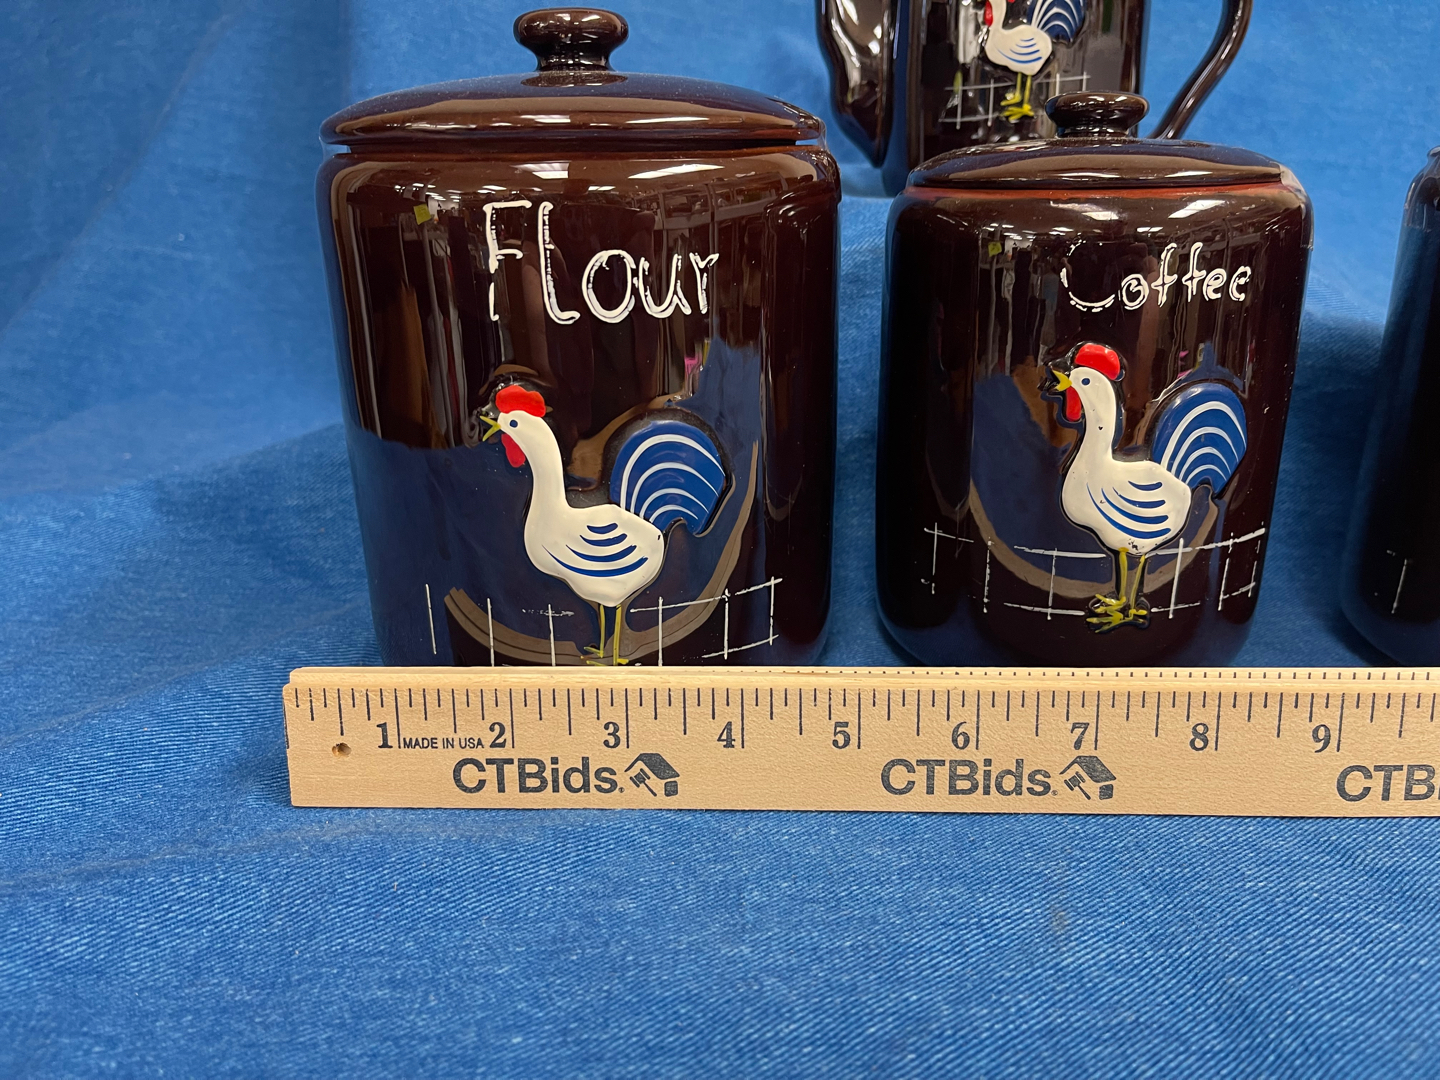 Flour
Coffee
1 MADE IN USA 2 3 4 5 6 7 8 9
CTBids. CTBids. CTB